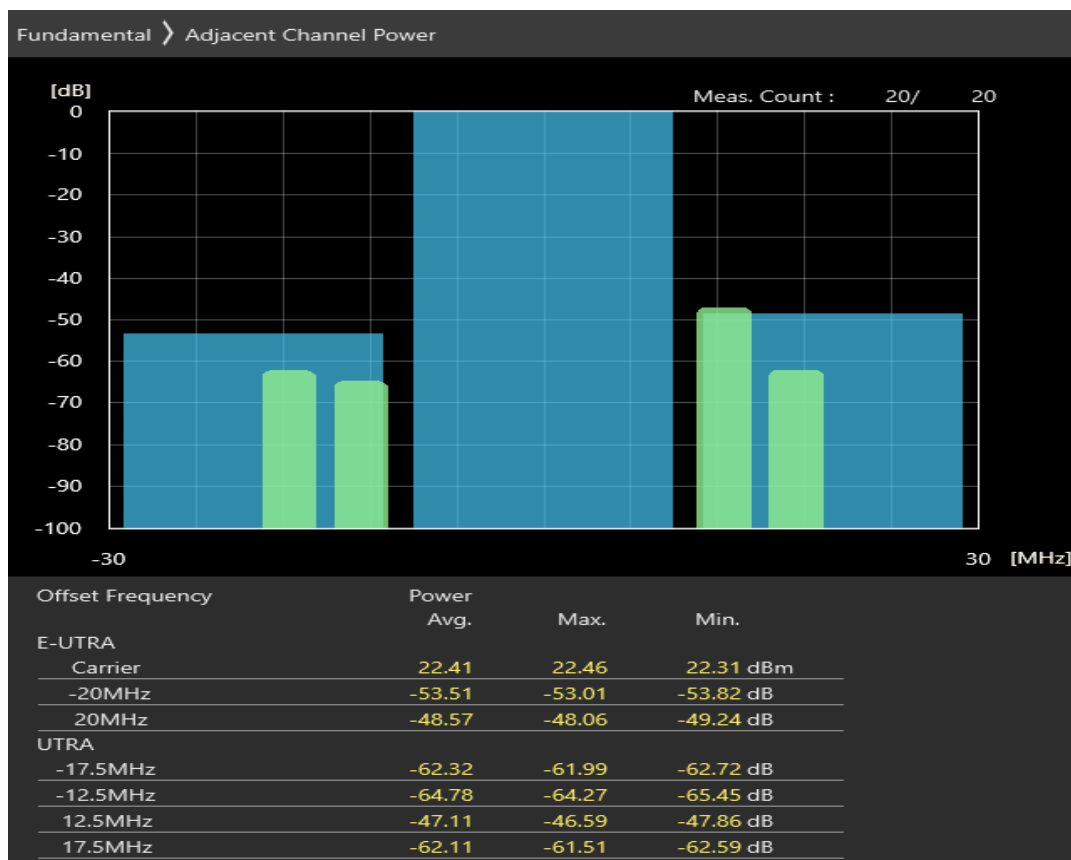 Fundamental ❯ Adjacent Channel Power
[dB]
Meas. Count : 20/ 20
0
-10
-20
-30
-40
-50
-60
-70
-80
-90
-100
-30 30 [MHz]
Offset Frequency Power
Avg. Max. Min.
E-UTRA
Carrier 22.41 22.46 22.31 dBm
-20MHz -53.51 -53.01 -53.82 dB
20MHz -48.57 -48.06 -49.24 dB
UTRA
-17.5MHz -62.32 -61.99 -62.72 dB
-12.5MHz -64.78 -64.27 -65.45 dB
12.5MHz -47.11 -46.59 -47.86 dB
17.5MHz -62.11 -61.51 -62.59 dB